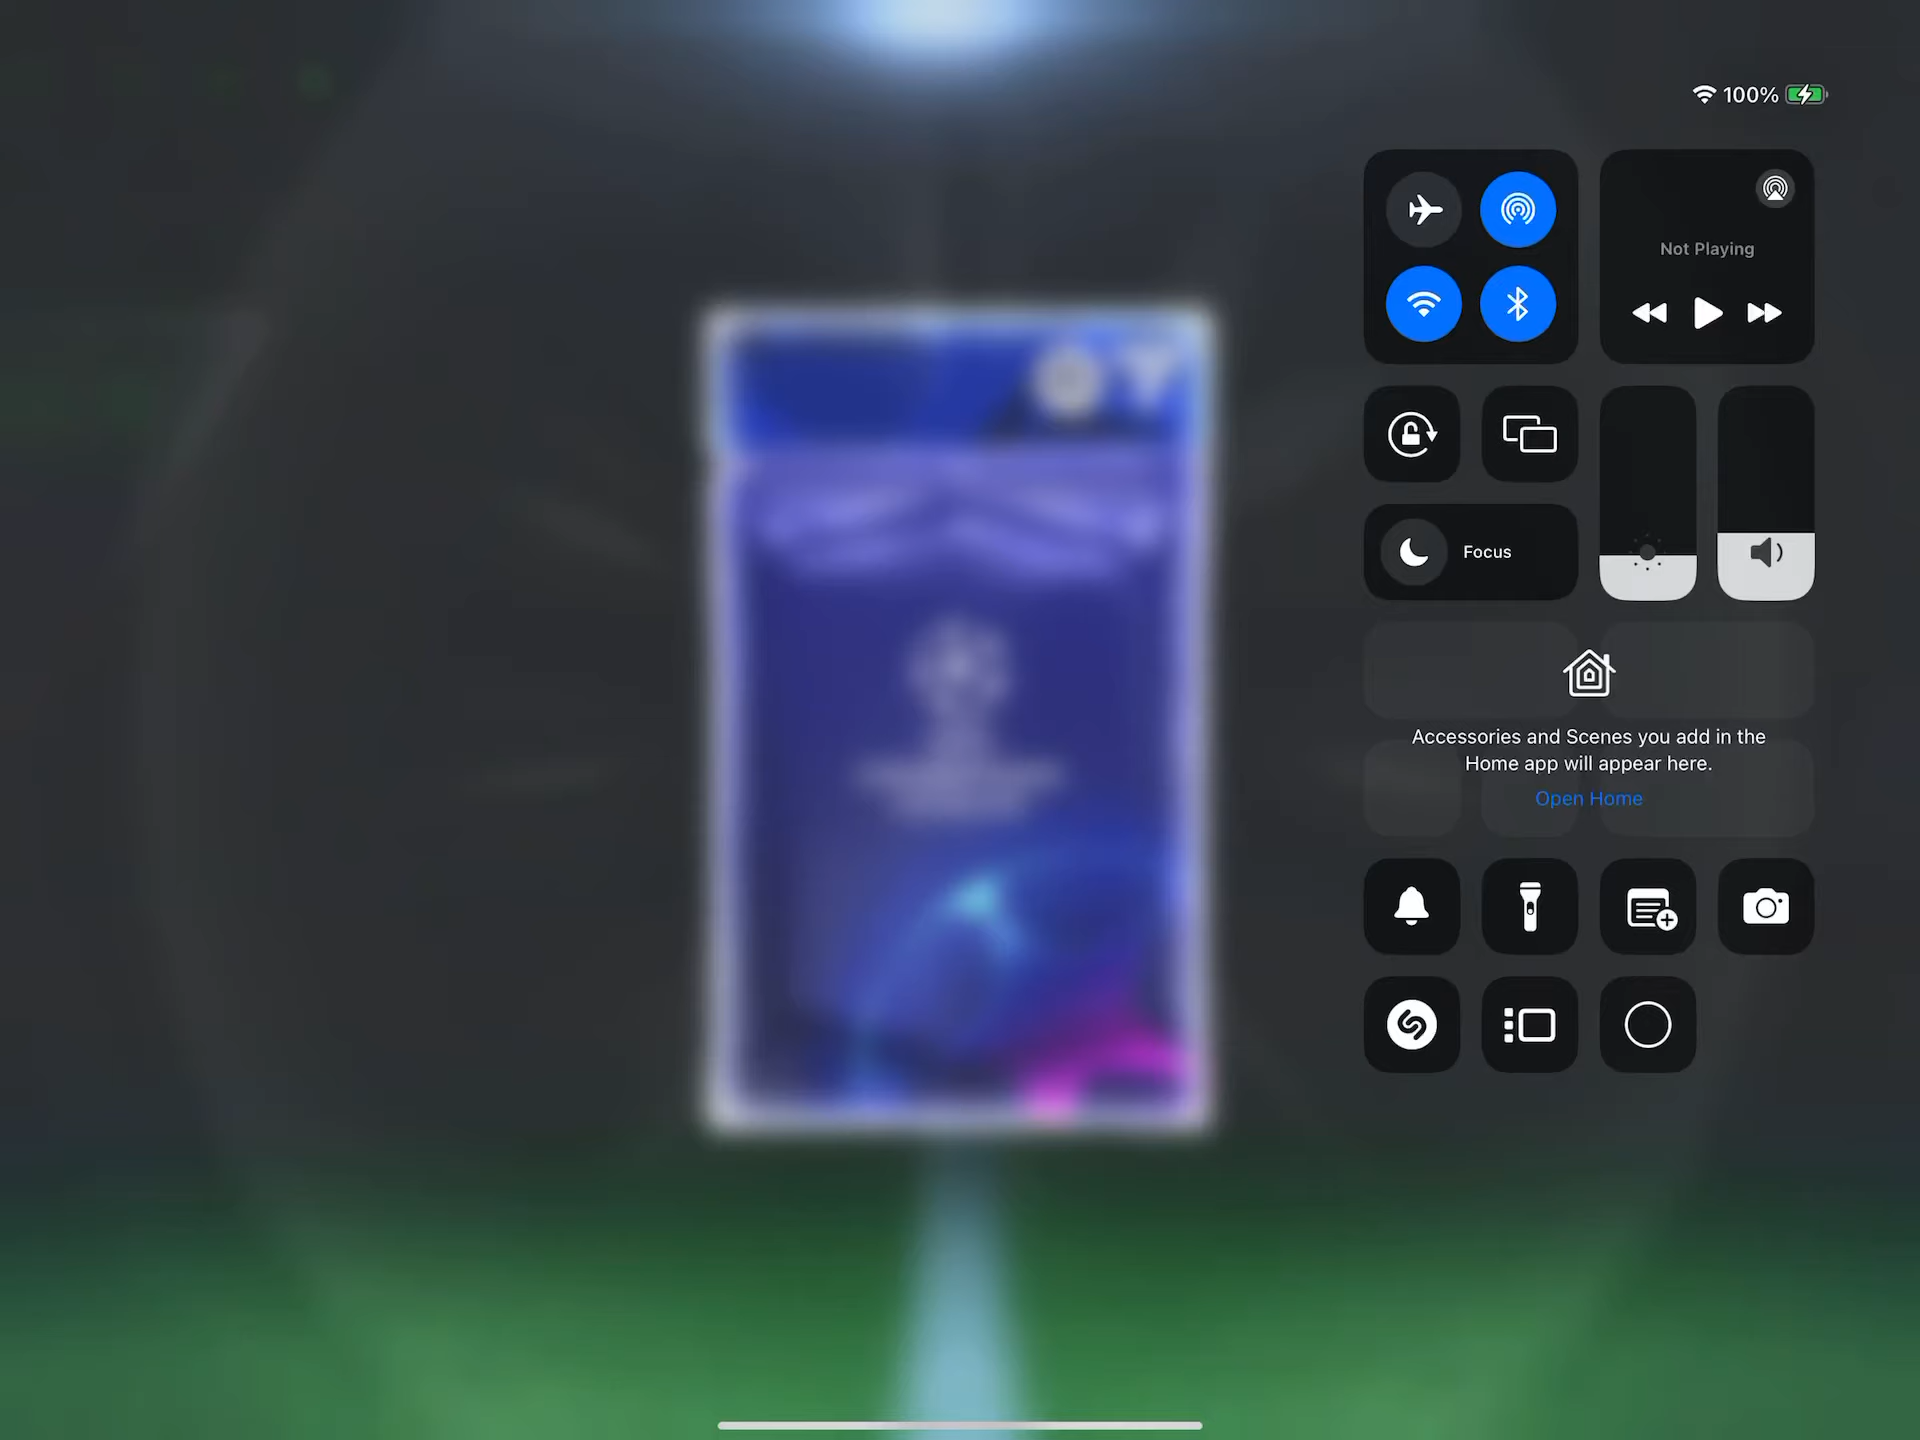 100%
Not Playing
Focus
Accessories and Scenes you add in the
Home app will appear here.
Open Home